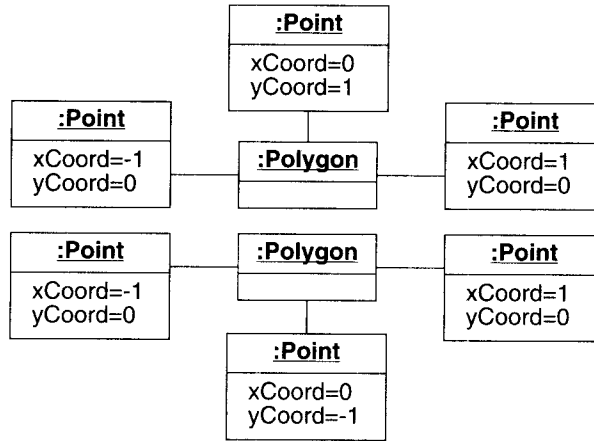 :Point
xCoord=0
yCoord=1
:Point
xCoord=-1
yCoord=0
:Polygon
:Point
xCoord=1
yCoord=0
:Point
xCoord=-1
yCoord=0
:Polygon
:Point
xCoord=1
yCoord=0
:Point
xCoord=0
yCoord=-1